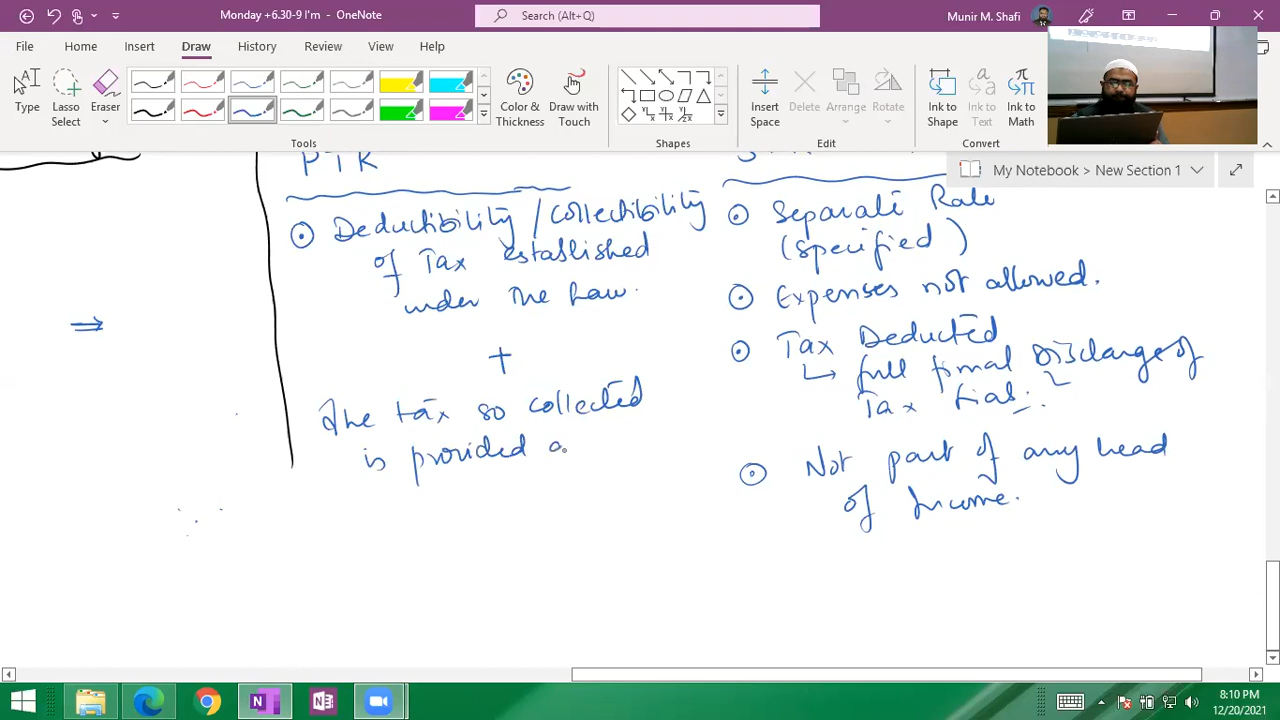 Monday +6.30-9 I'm - OneNote
Search (Alt+Q)
Munir M. Shafi
File Home Insert Draw History Review View Help
Type
Lasso Select
Eraser
Color & Thickness
Draw with Touch
Insert Space
Delete
Arrange
Rotate
Ink to Shape
Ink to Text
Ink to Math
Tools
Shapes
Edit
Convert
My Notebook > New Section 1
PTR
Deductibility / Collectibility
of Tax established
under the Law.
+
The tax so collected
is provided a
Separate Rate
(specified)
Expenses not allowed.
Tax Deducted
full final Discharge of
Tax Liab.
Not part of any head
of Income.
8:10 PM
12/20/2021